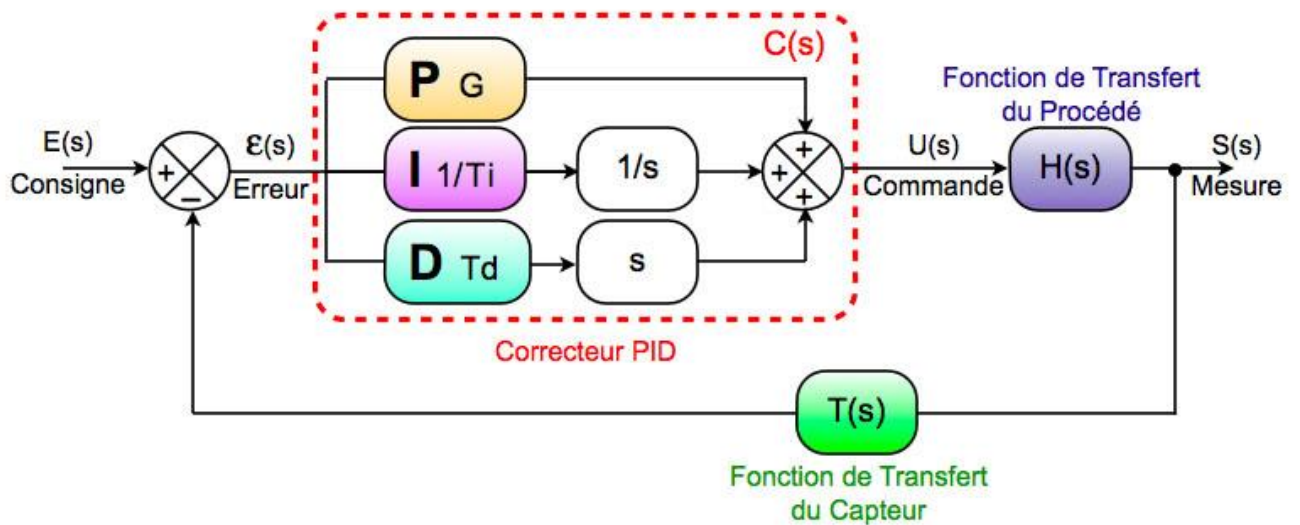 C(s)
P G
Fonction de Transfert
du Procédé
E(s)
Consigne
+
−
ε(s)
Erreur
I 1/Ti
1/s
+
+
+
U(s)
Commande
H(s)
S(s)
Mesure
D Td
s
Correcteur PID
T(s)
Fonction de Transfert
du Capteur